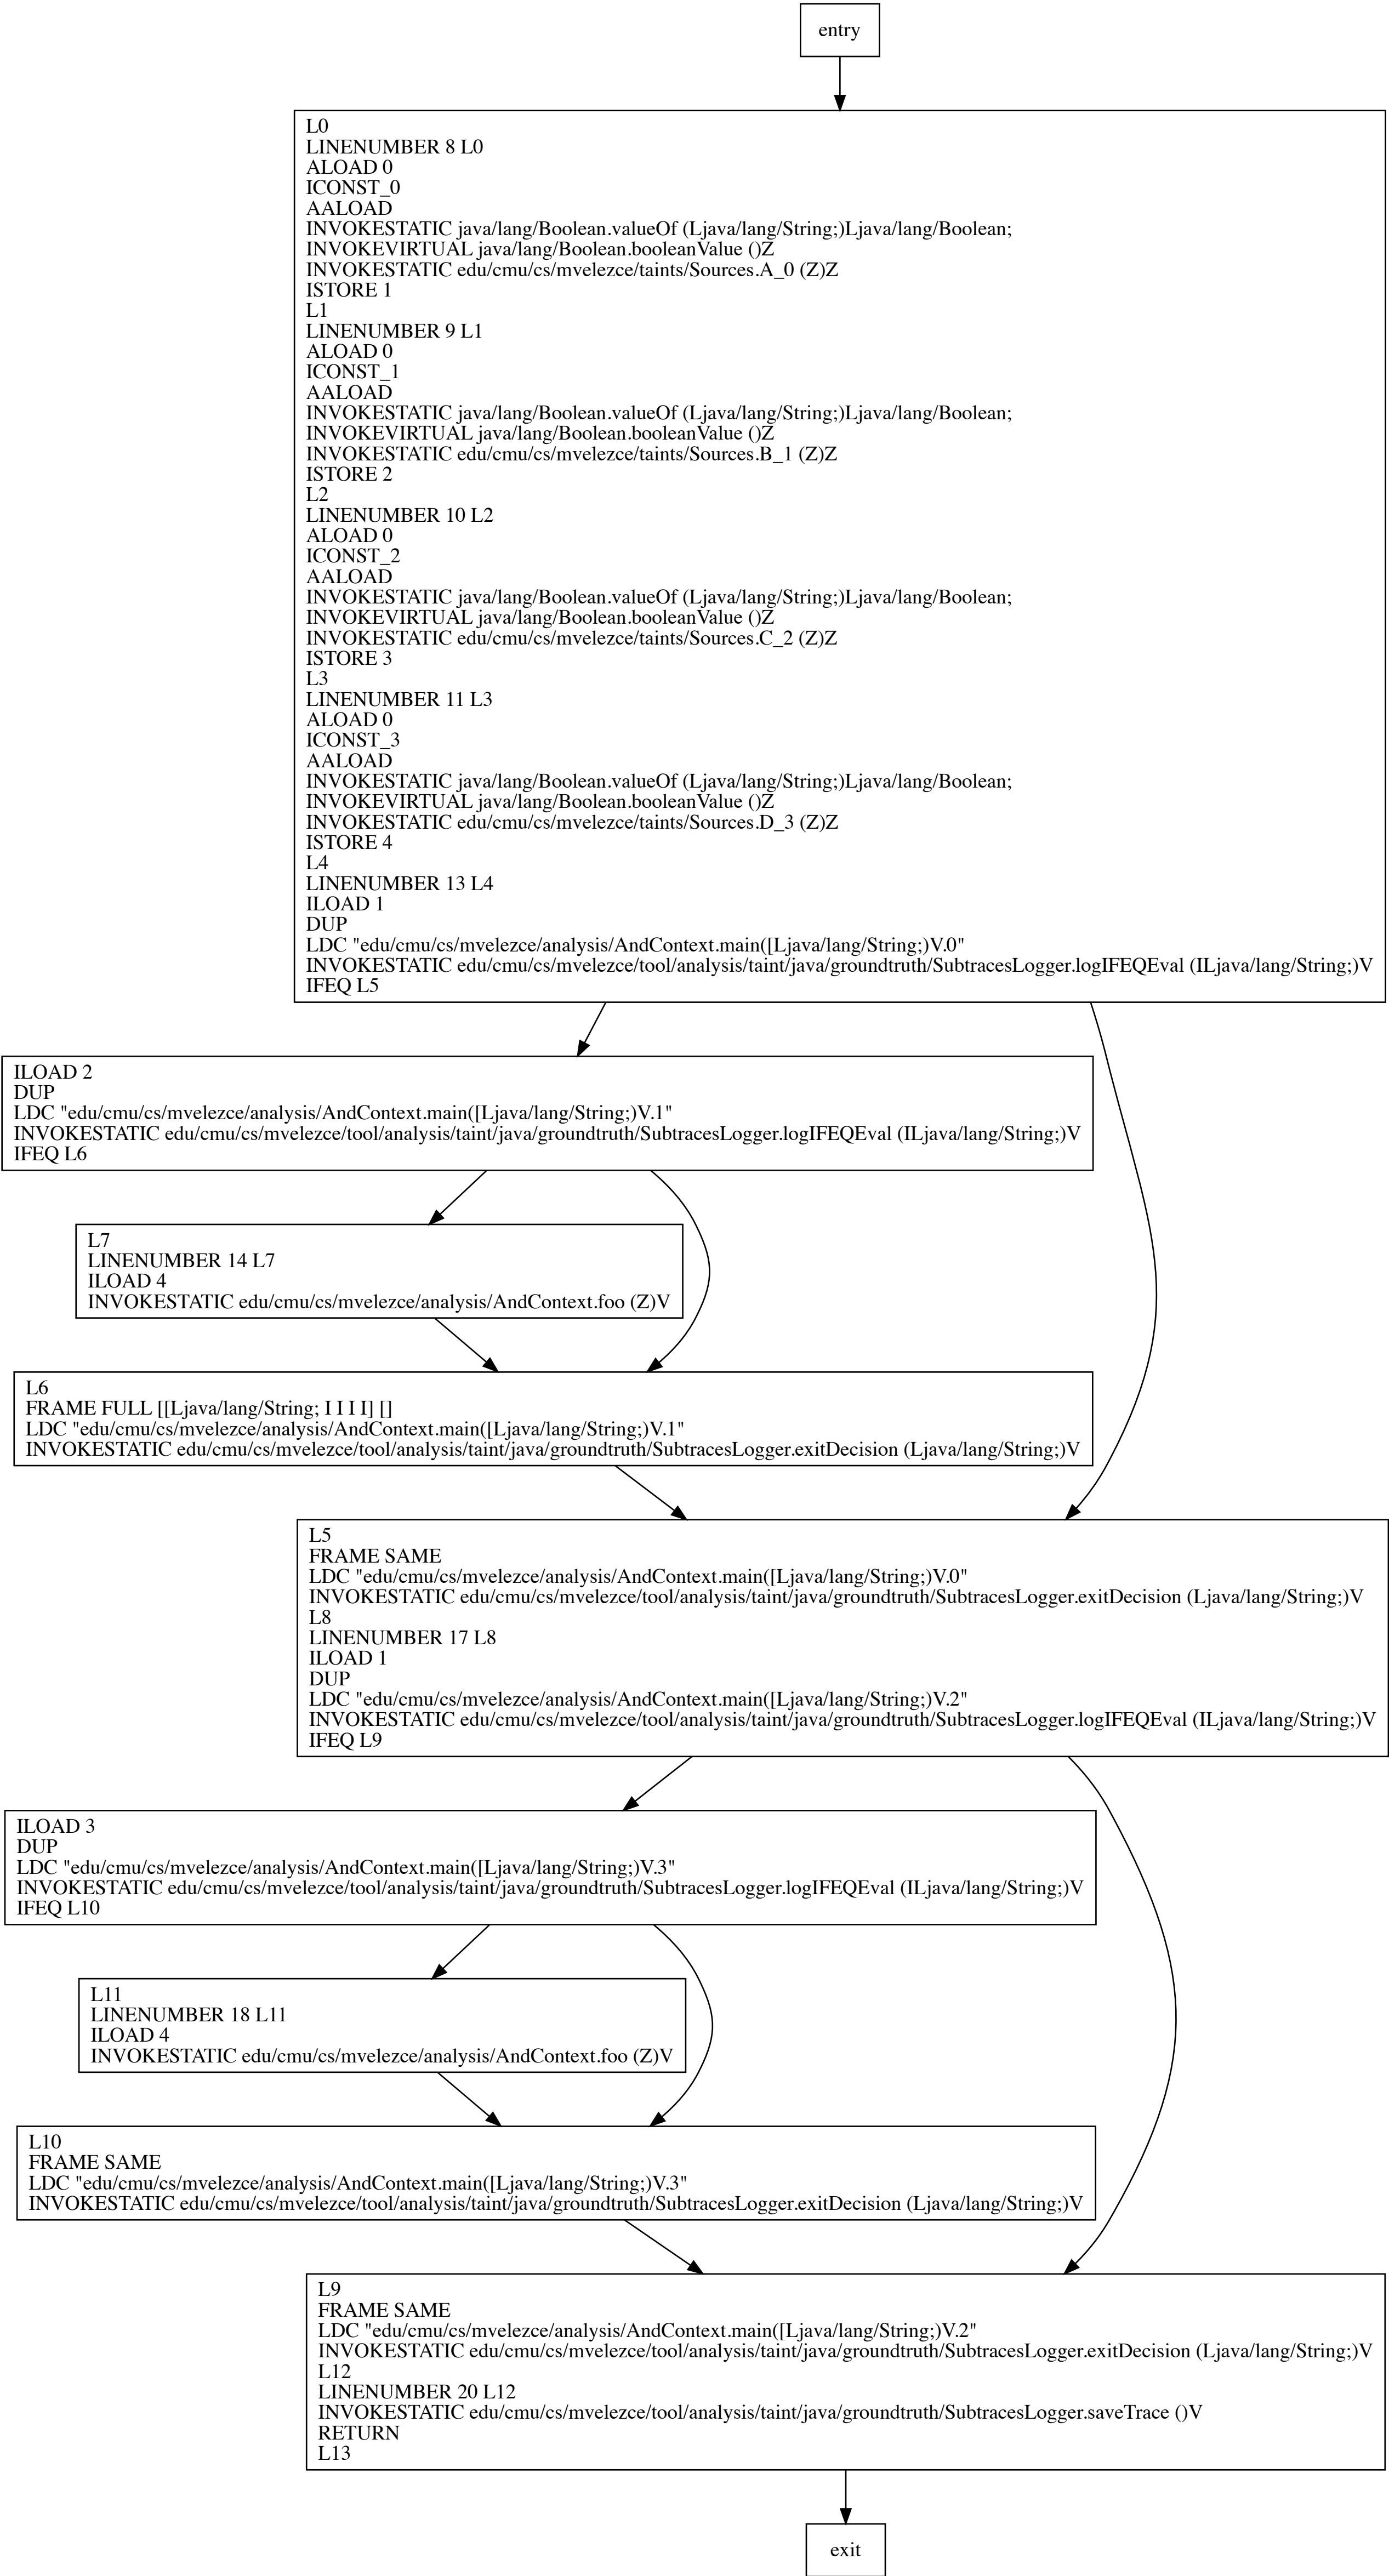 entry
L0
LINENUMBER 8 L0
ALOAD 0
ICONST_0
AALOAD
INVOKESTATIC java/lang/Boolean.valueOf (Ljava/lang/String;)Ljava/lang/Boolean;
INVOKEVIRTUAL java/lang/Boolean.booleanValue ()Z
INVOKESTATIC edu/cmu/cs/mvelezce/taints/Sources.A_0 (Z)Z
ISTORE 1
L1
LINENUMBER 9 L1
ALOAD 0
ICONST_1
AALOAD
INVOKESTATIC java/lang/Boolean.valueOf (Ljava/lang/String;)Ljava/lang/Boolean;
INVOKEVIRTUAL java/lang/Boolean.booleanValue ()Z
INVOKESTATIC edu/cmu/cs/mvelezce/taints/Sources.B_1 (Z)Z
ISTORE 2
L2
LINENUMBER 10 L2
ALOAD 0
ICONST_2
AALOAD
INVOKESTATIC java/lang/Boolean.valueOf (Ljava/lang/String;)Ljava/lang/Boolean;
INVOKEVIRTUAL java/lang/Boolean.booleanValue ()Z
INVOKESTATIC edu/cmu/cs/mvelezce/taints/Sources.C_2 (Z)Z
ISTORE 3
L3
LINENUMBER 11 L3
ALOAD 0
ICONST_3
AALOAD
INVOKESTATIC java/lang/Boolean.valueOf (Ljava/lang/String;)Ljava/lang/Boolean;
INVOKEVIRTUAL java/lang/Boolean.booleanValue ()Z
INVOKESTATIC edu/cmu/cs/mvelezce/taints/Sources.D_3 (Z)Z
ISTORE 4
L4
LINENUMBER 13 L4
ILOAD 1
DUP
LDC "edu/cmu/cs/mvelezce/analysis/AndContext.main([Ljava/lang/String;)V.0"
INVOKESTATIC edu/cmu/cs/mvelezce/tool/analysis/taint/java/groundtruth/SubtracesLogger.logIFEQEval (ILjava/lang/String;)V
IFEQ L5
ILOAD 2
DUP
LDC "edu/cmu/cs/mvelezce/analysis/AndContext.main([Ljava/lang/String;)V.1"
INVOKESTATIC edu/cmu/cs/mvelezce/tool/analysis/taint/java/groundtruth/SubtracesLogger.logIFEQEval (ILjava/lang/String;)V
IFEQ L6
L7
LINENUMBER 14 L7
ILOAD 4
INVOKESTATIC edu/cmu/cs/mvelezce/analysis/AndContext.foo (Z)V
L6
FRAME FULL [[Ljava/lang/String; I I I I] []
LDC "edu/cmu/cs/mvelezce/analysis/AndContext.main([Ljava/lang/String;)V.1"
INVOKESTATIC edu/cmu/cs/mvelezce/tool/analysis/taint/java/groundtruth/SubtracesLogger.exitDecision (Ljava/lang/String;)V
L5
FRAME SAME
LDC "edu/cmu/cs/mvelezce/analysis/AndContext.main([Ljava/lang/String;)V.0"
INVOKESTATIC edu/cmu/cs/mvelezce/tool/analysis/taint/java/groundtruth/SubtracesLogger.exitDecision (Ljava/lang/String;)V
L8
LINENUMBER 17 L8
ILOAD 1
DUP
LDC "edu/cmu/cs/mvelezce/analysis/AndContext.main([Ljava/lang/String;)V.2"
INVOKESTATIC edu/cmu/cs/mvelezce/tool/analysis/taint/java/groundtruth/SubtracesLogger.logIFEQEval (ILjava/lang/String;)V
IFEQ L9
ILOAD 3
DUP
LDC "edu/cmu/cs/mvelezce/analysis/AndContext.main([Ljava/lang/String;)V.3"
INVOKESTATIC edu/cmu/cs/mvelezce/tool/analysis/taint/java/groundtruth/SubtracesLogger.logIFEQEval (ILjava/lang/String;)V
IFEQ L10
L11
LINENUMBER 18 L11
ILOAD 4
INVOKESTATIC edu/cmu/cs/mvelezce/analysis/AndContext.foo (Z)V
L10
FRAME SAME
LDC "edu/cmu/cs/mvelezce/analysis/AndContext.main([Ljava/lang/String;)V.3"
INVOKESTATIC edu/cmu/cs/mvelezce/tool/analysis/taint/java/groundtruth/SubtracesLogger.exitDecision (Ljava/lang/String;)V
L9
FRAME SAME
LDC "edu/cmu/cs/mvelezce/analysis/AndContext.main([Ljava/lang/String;)V.2"
INVOKESTATIC edu/cmu/cs/mvelezce/tool/analysis/taint/java/groundtruth/SubtracesLogger.exitDecision (Ljava/lang/String;)V
L12
LINENUMBER 20 L12
INVOKESTATIC edu/cmu/cs/mvelezce/tool/analysis/taint/java/groundtruth/SubtracesLogger.saveTrace ()V
RETURN
L13
exit